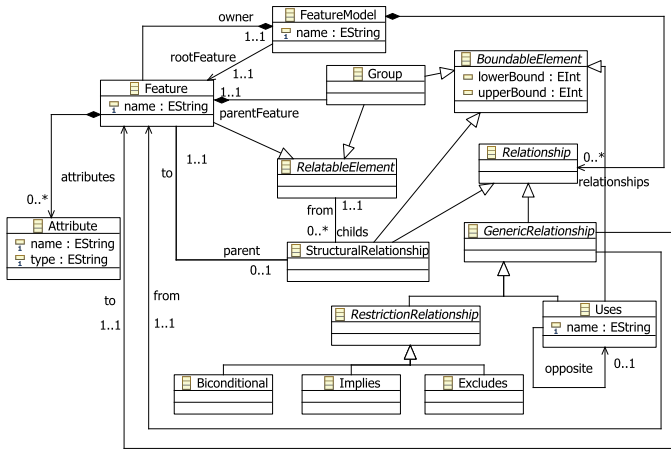 owner
FeatureModel
name : EString
1..1
rootFeature
1..1
BoundableElement
lowerBound : EInt
upperBound : EInt
Group
Feature
name : EString
1..1
parentFeature
Relationship
0..*
relationships
RelatableElement
1..1
to
attributes
0..*
from
1..1
0..*
childs
Attribute
name : EString
type : EString
GenericRelationship
parent
0..1
StructuralRelationship
to
1..1
from
1..1
RestrictionRelationship
Uses
name : EString
opposite
0..1
Biconditional
Implies
Excludes